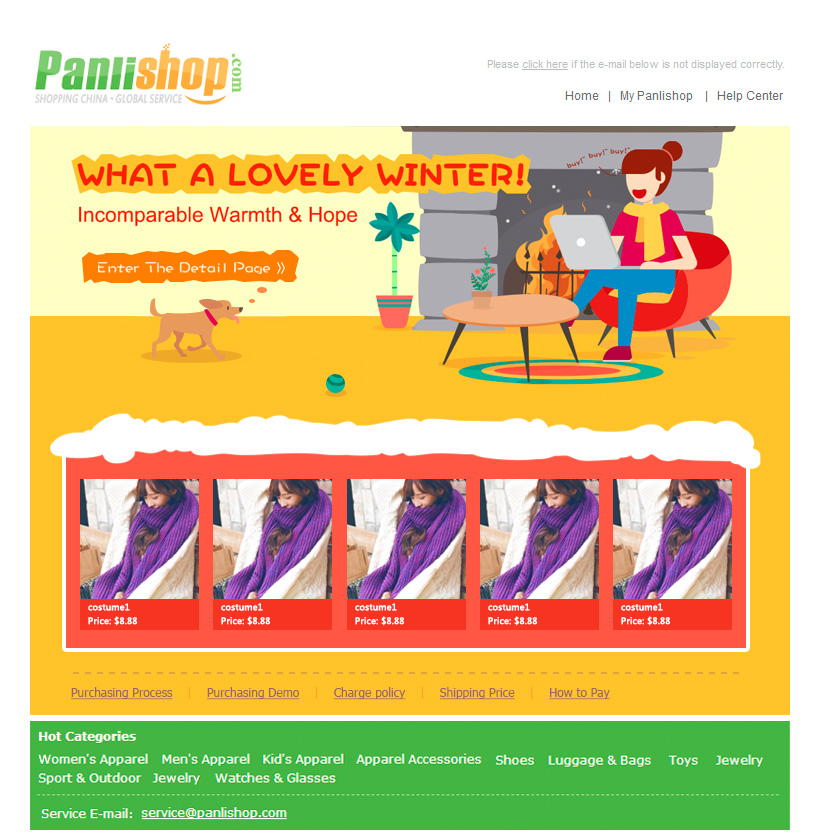 Panlishop.com
SHOPPING CHINA • GLOBAL SERVICE
Please click here if the e-mail below is not displayed correctly.
Home | My Panlishop | Help Center
WHAT A LOVELY WINTER!
buy!~ buy!~ buy!~
Incomparable Warmth & Hope
Enter The Detail Page »
costume1 costume1 costume1 costume1 costume1
Price: $8.88 Price: $8.88 Price: $8.88 Price: $8.88 Price: $8.88
Purchasing Process | Purchasing Demo | Charge policy | Shipping Price | How to Pay
Hot Categories
Women's Apparel Men's Apparel Kid's Apparel Apparel Accessories Shoes Luggage & Bags Toys Jewelry
Sport & Outdoor Jewelry Watches & Glasses
Service E-mail: service@panlishop.com